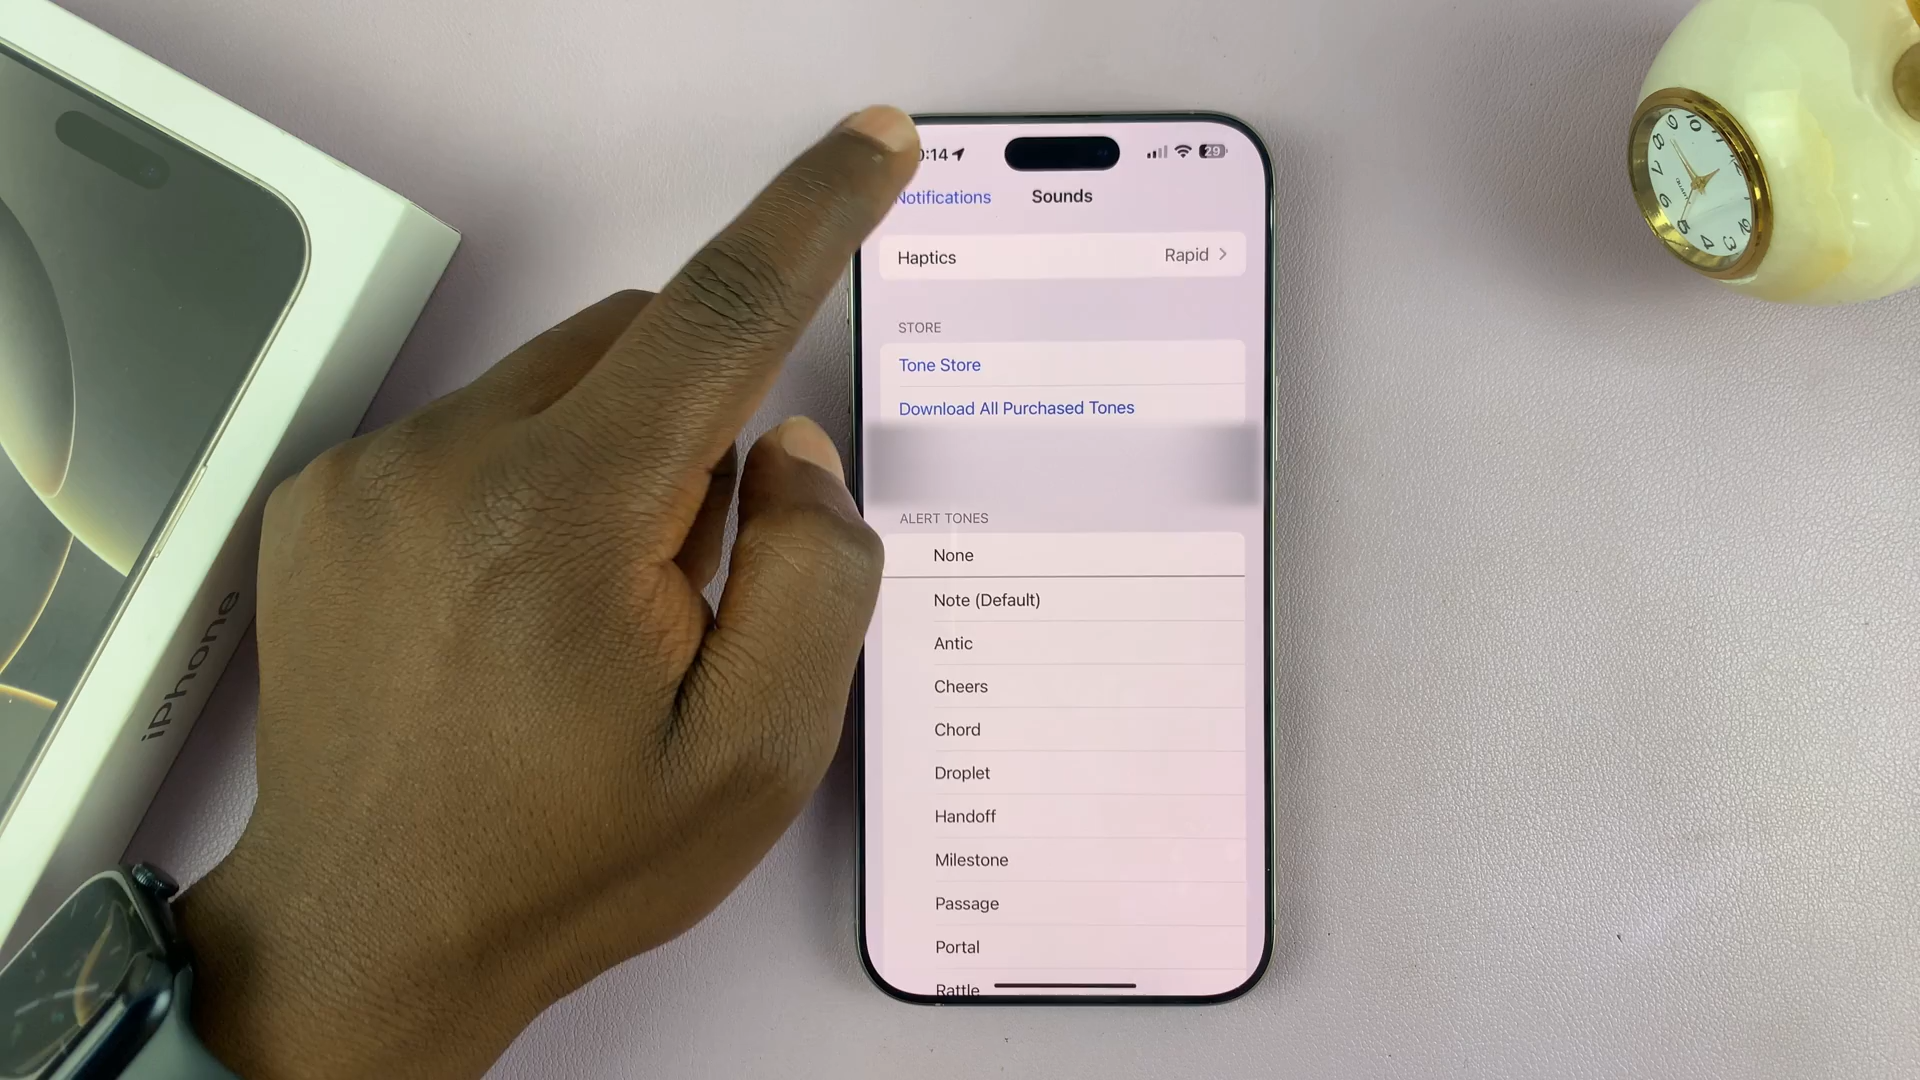 :14
29
Notifications
Sounds
Haptics
Rapid
STORE
Tone Store
Download All Purchased Tones
ALERT TONES
None
Note (Default)
Antic
Cheers
Chord
Droplet
Handoff
Milestone
Passage
Portal
Rattle
iPhone